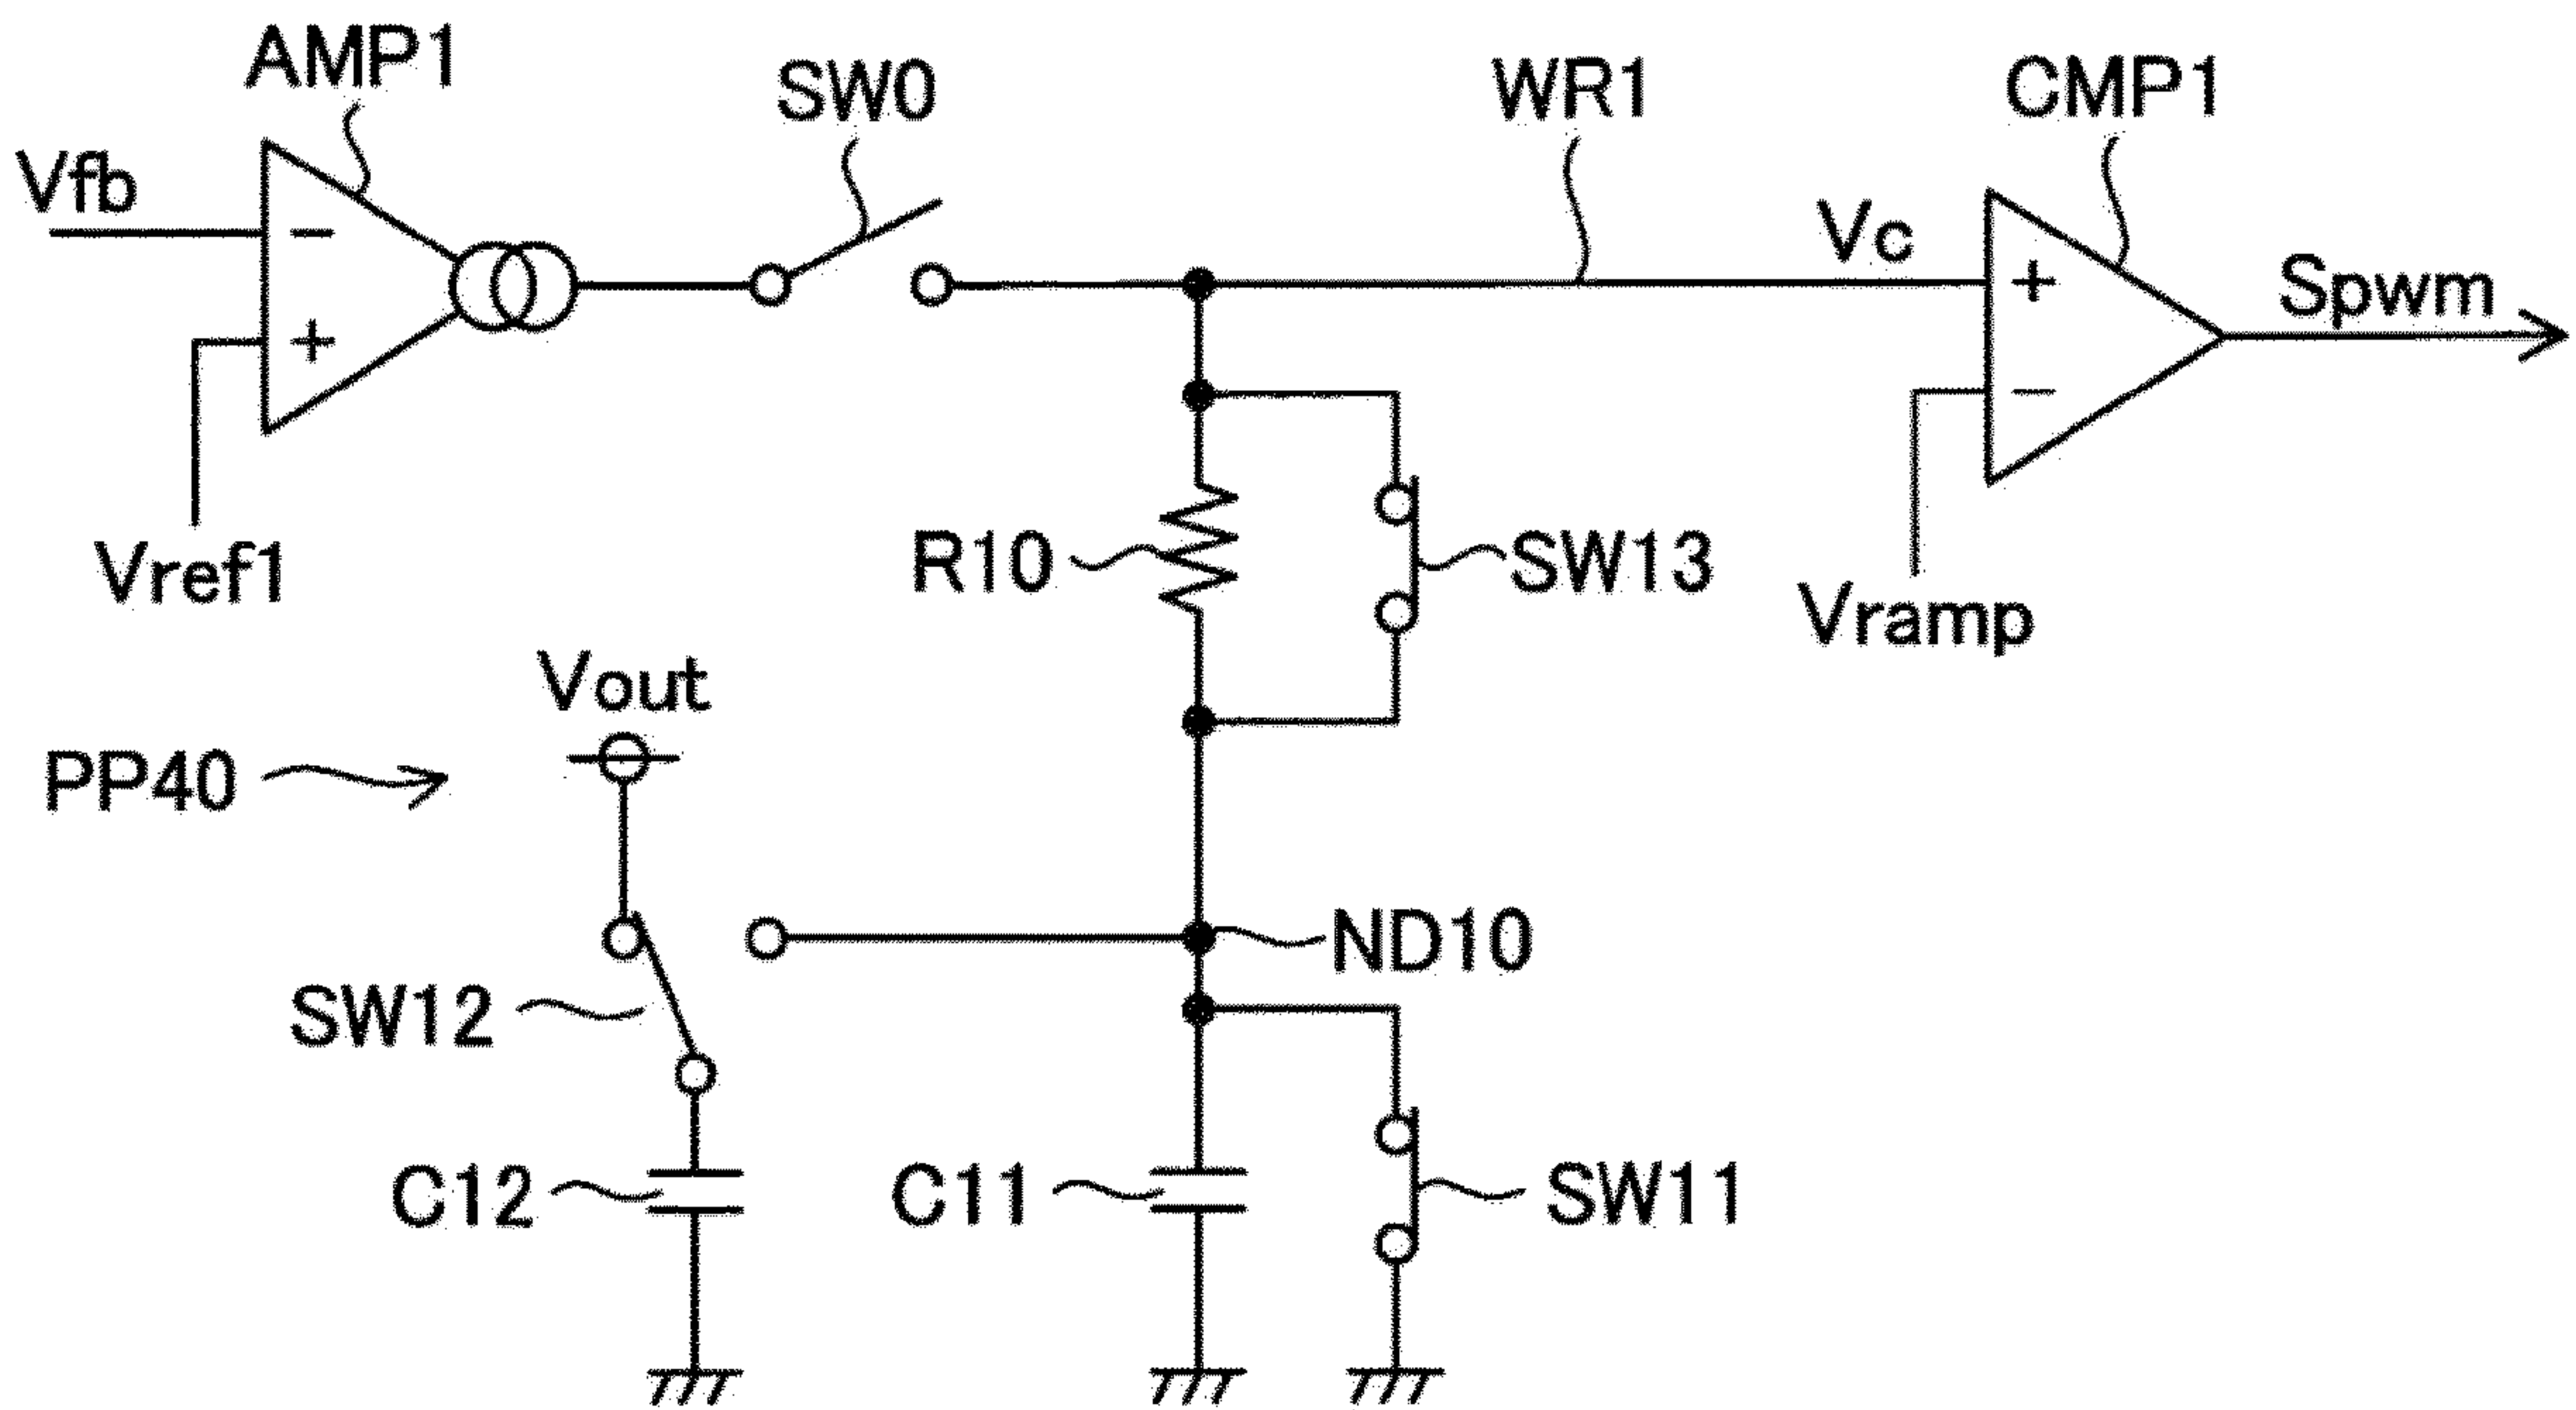 AMP1
SW0
WR1
CMP1
Vfb
−
+
Vref1
Vc
+
−
Spwm
Vramp
R10
SW13
Vout
PP40
ND10
SW12
C12
C11
SW11